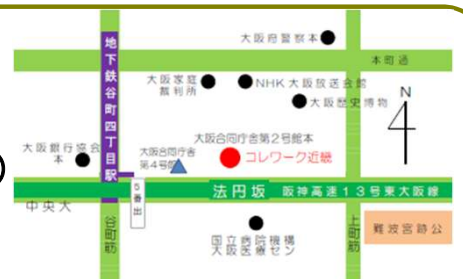 大阪府警察本
本町通
地下鉄谷町四丁目駅
大阪家庭
裁判所
NHK大阪放送会館
大阪歴史博物
N
大阪合同庁舎第2号館本
大阪銀行協会
本
大阪合同庁舎
第4号館
コレワーク近畿
法円坂
阪神高速13号東大阪線
中央大
5番出
谷町筋
国立病院機構
大阪医療セン
上町筋
難波宮跡公